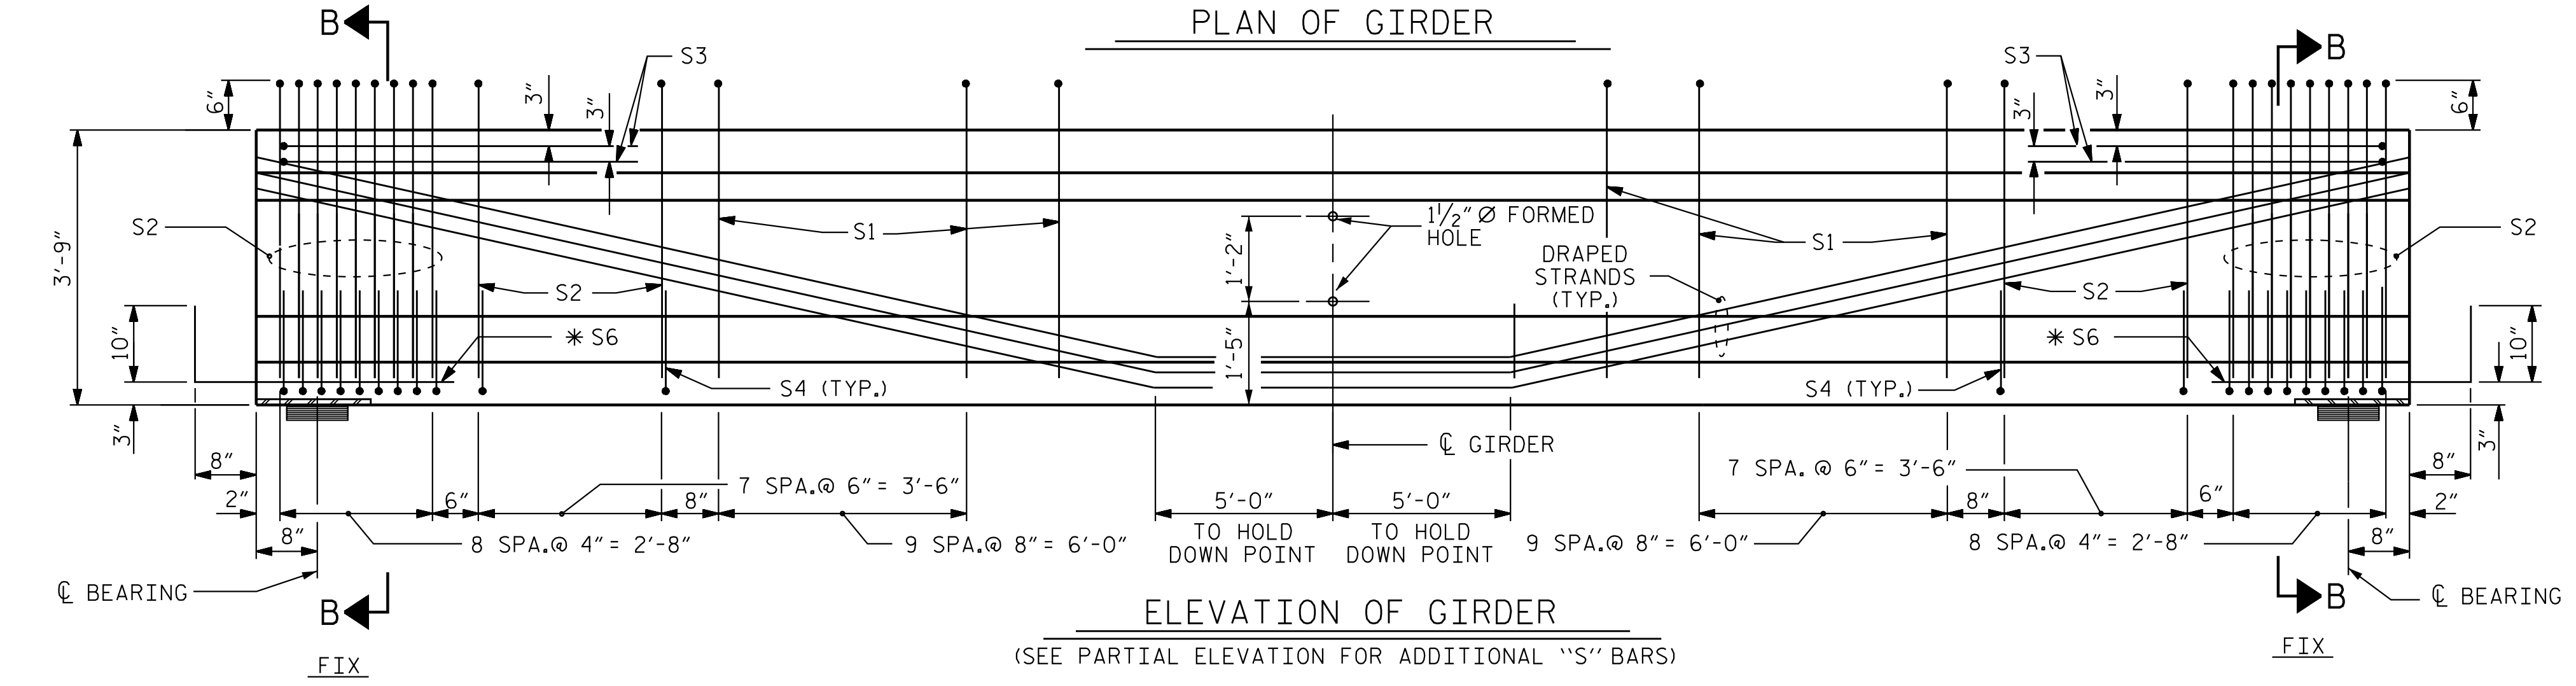 PLAN OF GIRDER
B
B
S3
S3
6"
3"
3"
3"
3"
6"
3'-9"
S2
S1
1'-2"
1 1/2" Ø FORMED
HOLE
DRAPED
STRANDS
(TYP.)
S1
S2
S2
S2
10"
✳ S6
1'-5"
✳ S6
10"
S4 (TYP.)
S4 (TYP.)
3"
3"
℄ GIRDER
8"
7 SPA.@ 6" = 3'-6"
7 SPA.@ 6" = 3'-6"
8"
2"
6"
8"
5'-0"
5'-0"
8"
6"
2"
8"
8 SPA.@ 4" = 2'-8"
9 SPA.@ 8" = 6'-0"
TO HOLD
DOWN POINT
TO HOLD
DOWN POINT
9 SPA.@ 8" = 6'-0"
8 SPA.@ 4" = 2'-8"
8"
℄ BEARING
℄ BEARING
B
B
ELEVATION OF GIRDER
(SEE PARTIAL ELEVATION FOR ADDITIONAL "S" BARS)
FIX
FIX